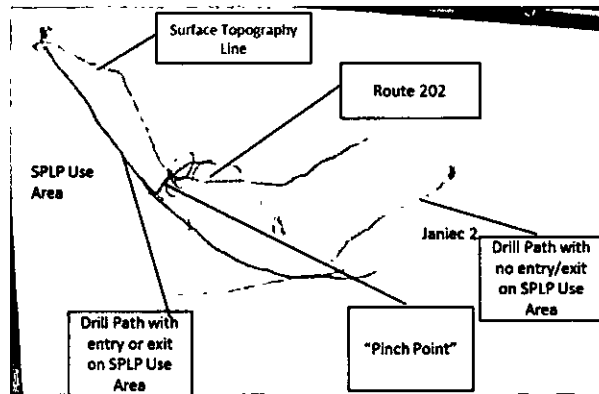 Surface Topography
Line
Route 202
SPLP Use
Area
Janiec 2
Drill Path with
no entry/exit
on SPLP Use
Area
Drill Path with
entry or exit
on SPLP Use
Area
"Pinch Point"